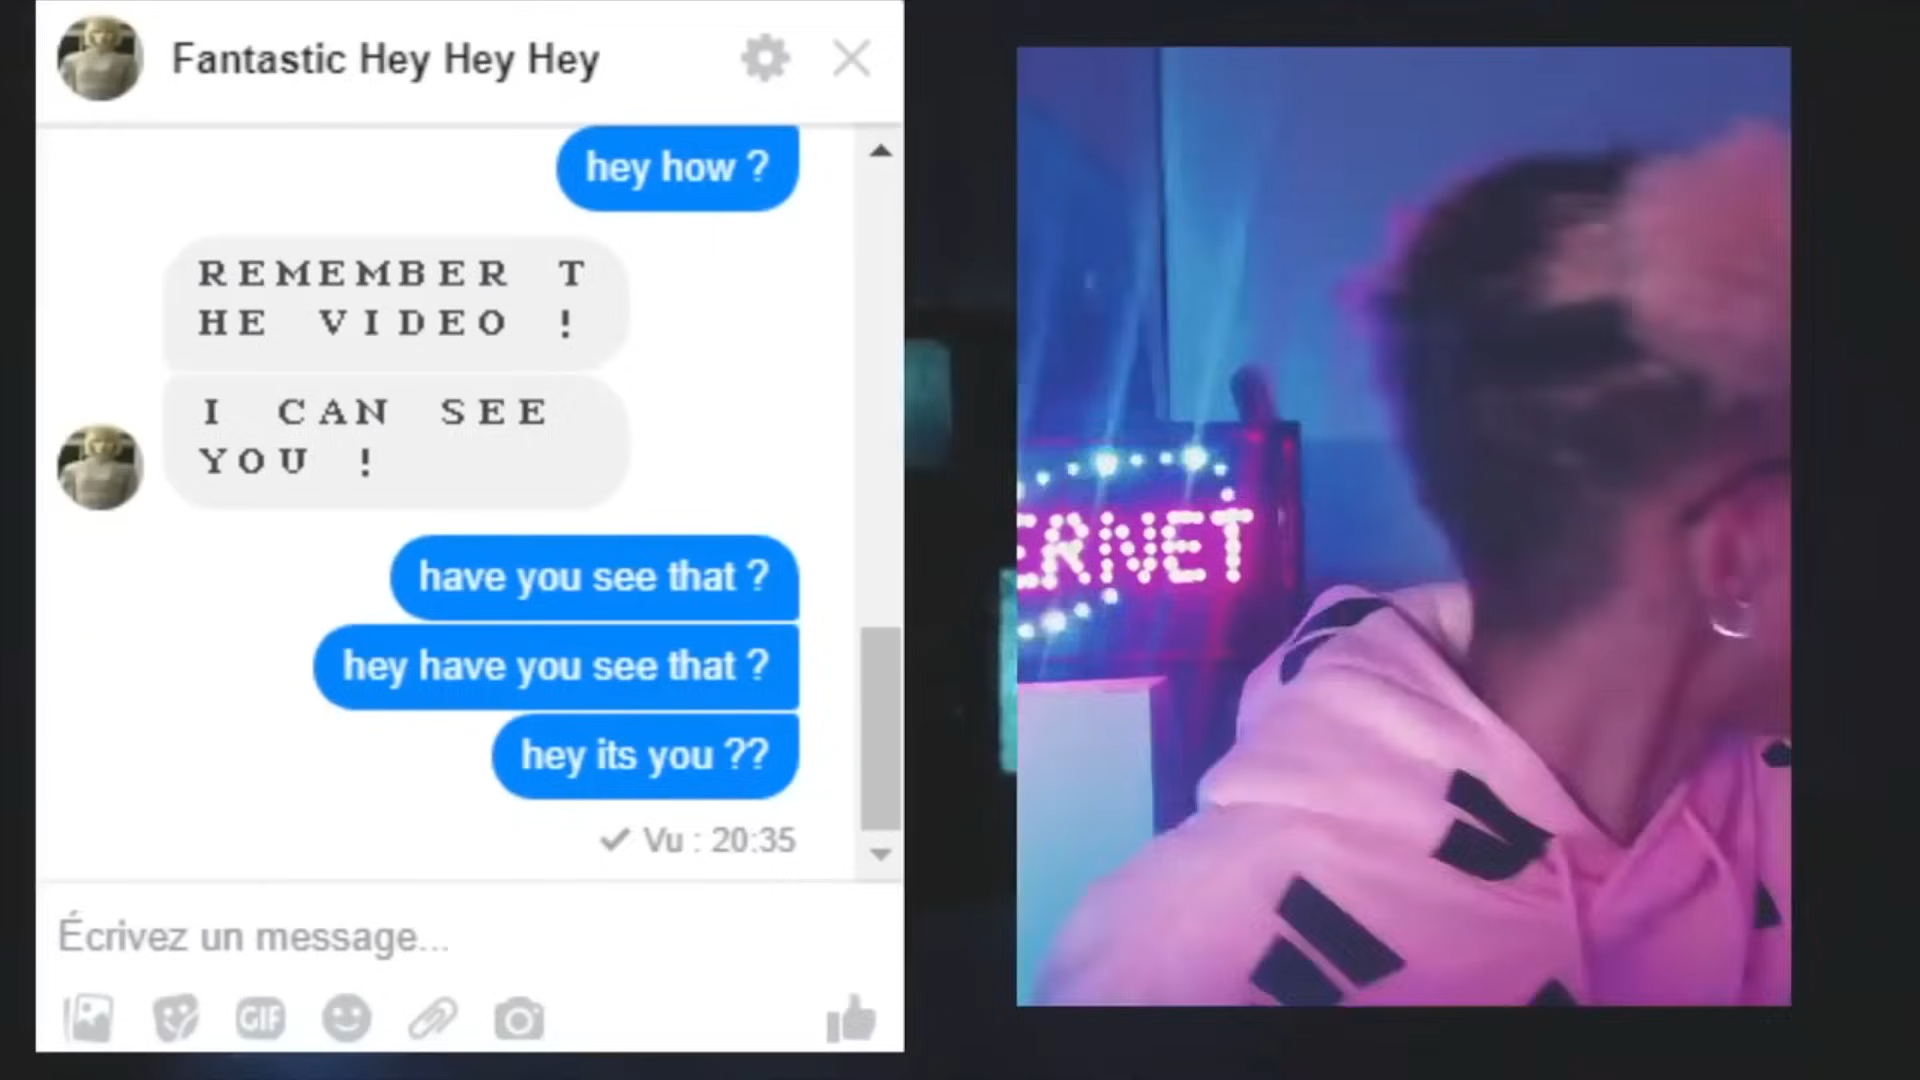 Fantastic Hey Hey Hey
hey how ?
REMEMBER T
HE VIDEO !
I CAN SEE
YOU !
have you see that ?
hey have you see that ?
hey its you ??
Vu : 20:35
Écrivez un message...
GIF
ERNET